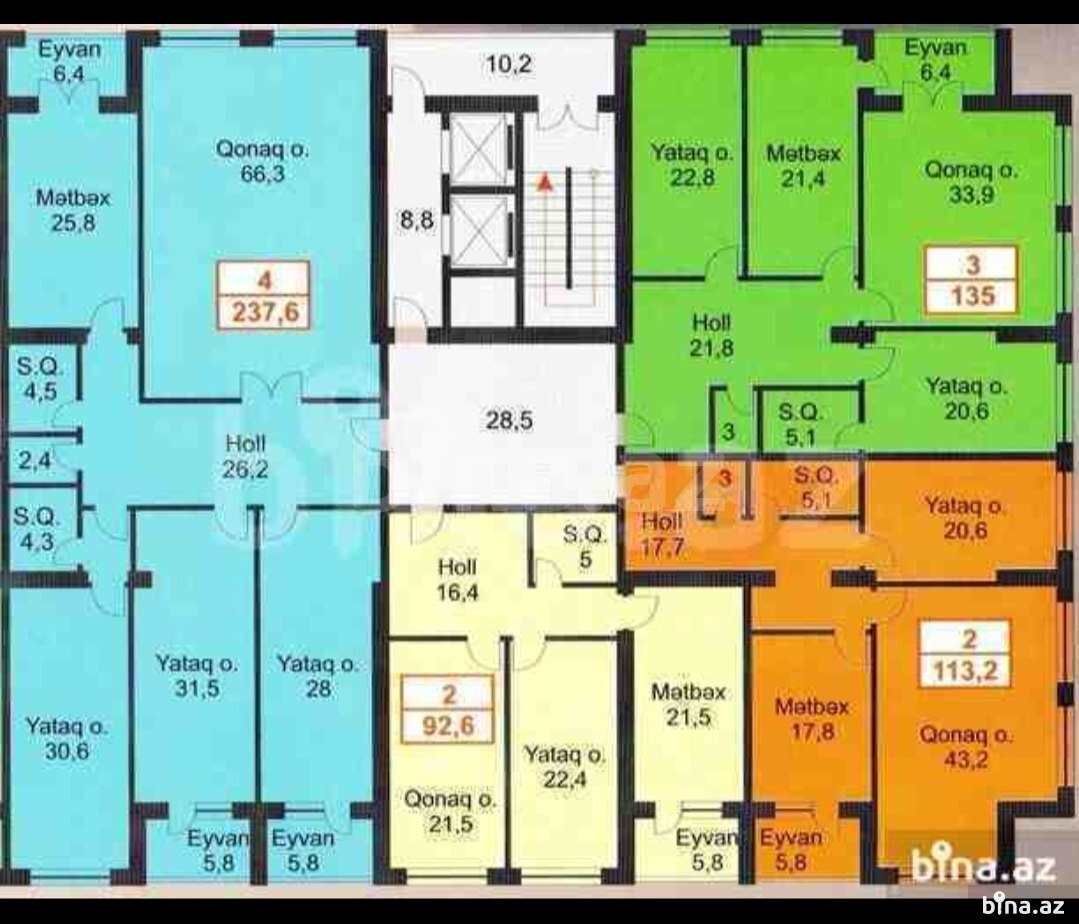 Eyvan
6,4
Qonaq o.
66,3
Mətbəx
25,8
4
237,6
S.Q.
4,5
2,4
S.Q.
4,3
Holl
26,2
Yataq o.
30,6
Yataq o.
31,5
Yataq o.
28
Eyvan
5,8
Eyvan
5,8
10,2
8,8
28,5
Yataq o.
22,8
Mətbəx
21,4
Eyvan
6,4
Qonaq o.
33,9
3
135
Holl
21,8
3
S.Q.
5,1
Yataq o.
20,6
Holl
17,7
3
S.Q.
5,1
Yataq o.
20,6
2
113,2
Qonaq o.
43,2
Mətbəx
17,8
Eyvan
5,8
Holl
16,4
S.Q.
5
2
92,6
Qonaq o.
21,5
Yataq o.
22,4
Mətbəx
21,5
Eyvan
5,8
bina.az
bina.az
bina.az